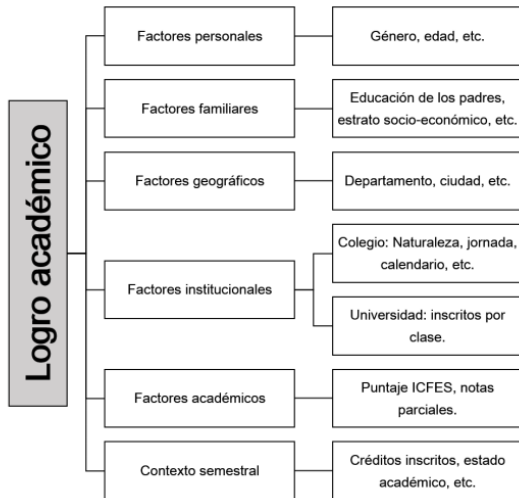 Logro académico
Factores personales
Género, edad, etc.
Factores familiares
Educación de los padres,
estrato socio-económico, etc.
Factores geográficos
Departamento, ciudad, etc.
Factores institucionales
Colegio: Naturaleza, jornada,
calendario, etc.
Universidad: inscritos por
clase.
Factores académicos
Puntaje ICFES, notas
parciales.
Contexto semestral
Créditos inscritos, estado
académico, etc.